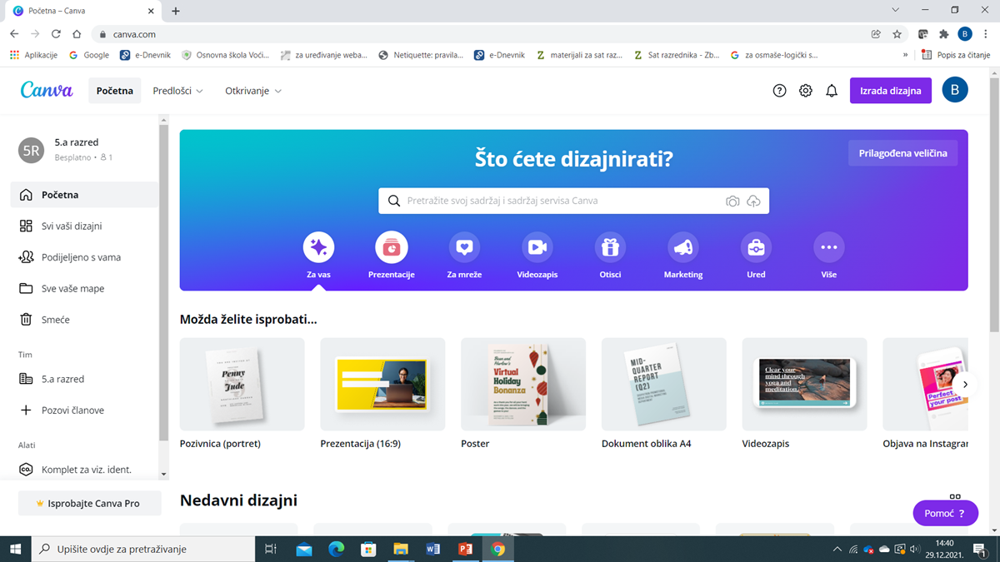 Početna – Canva
canva.com
B
Aplikacije
Google
e-Dnevnik
Osnovna škola Voći...
za uređivanje weba...
Netiquette: pravila...
e-Dnevnik
materijali za sat raz...
Sat razrednika - Zb...
za osmaše-logički s...
»
Popis za čitanje
Canva
Početna
Predlošci
Otkrivanje
Izrada dizajna
B
5R
5.a razred
Besplatno • 1
Početna
Svi vaši dizajni
Podijeljeno s vama
Sve vaše mape
Smeće
Tim
5.a razred
Pozovi članove
Alati
co.
Komplet za viz. ident.
Isprobajte Canva Pro
Što ćete dizajnirati?
Prilagođena veličina
Pretražite svoj sadržaj i sadržaj servisa Canva
Za vas
Prezentacije
Za mreže
Videozapis
Otisci
Marketing
Ured
Više
Možda želite isprobati...
Penny
Jude
Bean and
Harlow's
Virtual
Holiday
Bonanza
MID-
QUARTER
REPORT
(Q2)
Clear your
mind through
yoga and
meditation.
Perfect
your post
Pozivnica (portret)
Prezentacija (16:9)
Poster
Dokument oblika A4
Videozapis
Objava na Instagram
Nedavni dizajni
Pomoć ?
Upišite ovdje za pretraživanje
14:40
29.12.2021.
1